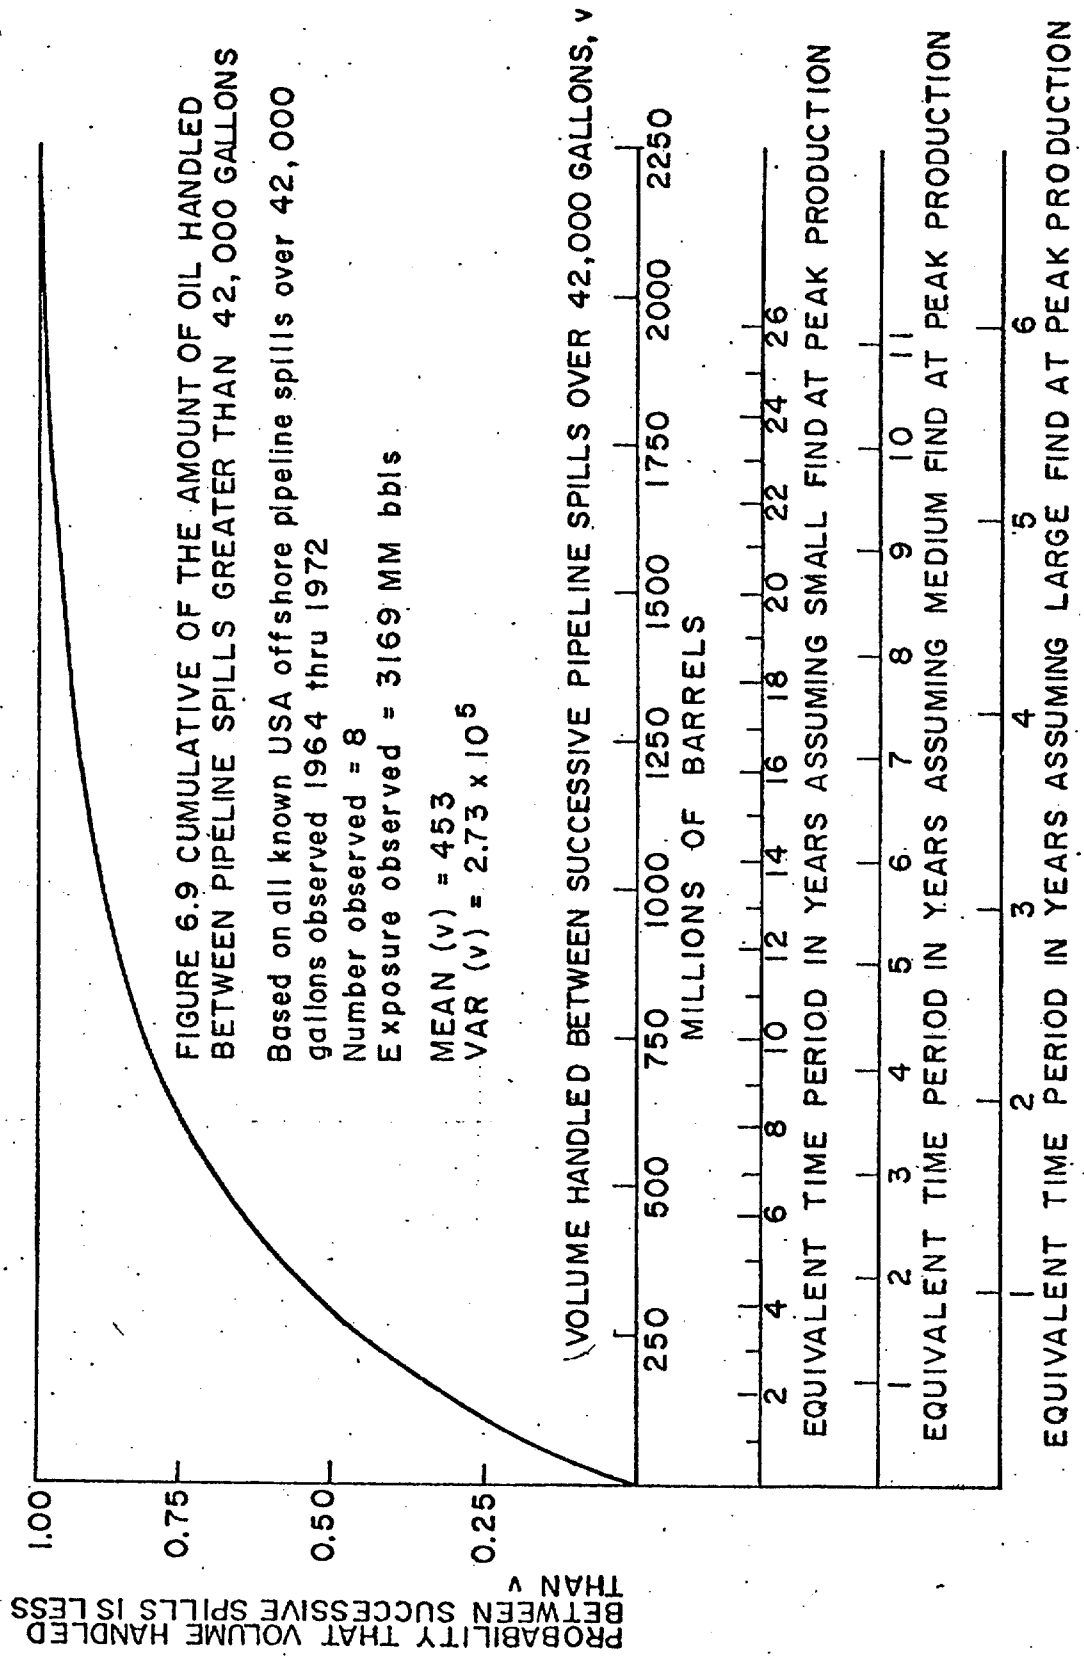 FIGURE 6.9 CUMULATIVE OF THE AMOUNT OF OIL HANDLED
BETWEEN PIPELINE SPILLS GREATER THAN 42,000 GALLONS
Based on all known USA offshore pipeline spills over 42,000
gallons observed 1964 thru 1972
Number observed = 8
Exposure observed = 3169 MM bbls
MEAN (v) = 453
VAR (v) = 2.73 x 10⁵
PROBABILITY THAT VOLUME HANDLED
BETWEEN SUCCESSIVE SPILLS IS LESS
THAN v
1.00
0.75
0.50
0.25
VOLUME HANDLED BETWEEN SUCCESSIVE PIPELINE SPILLS OVER 42,000 GALLONS, v
250 500 750 1000 1250 1500 1750 2000 2250
MILLIONS OF BARRELS
2 4 6 8 10 12 14 16 18 20 22 24 26
EQUIVALENT TIME PERIOD IN YEARS ASSUMING SMALL FIND AT PEAK PRODUCTION
1 2 3 4 5 6 7 8 9 10 11
EQUIVALENT TIME PERIOD IN YEARS ASSUMING MEDIUM FIND AT PEAK PRODUCTION
1 2 3 4 5 6
EQUIVALENT TIME PERIOD IN YEARS ASSUMING LARGE FIND AT PEAK PRODUCTION